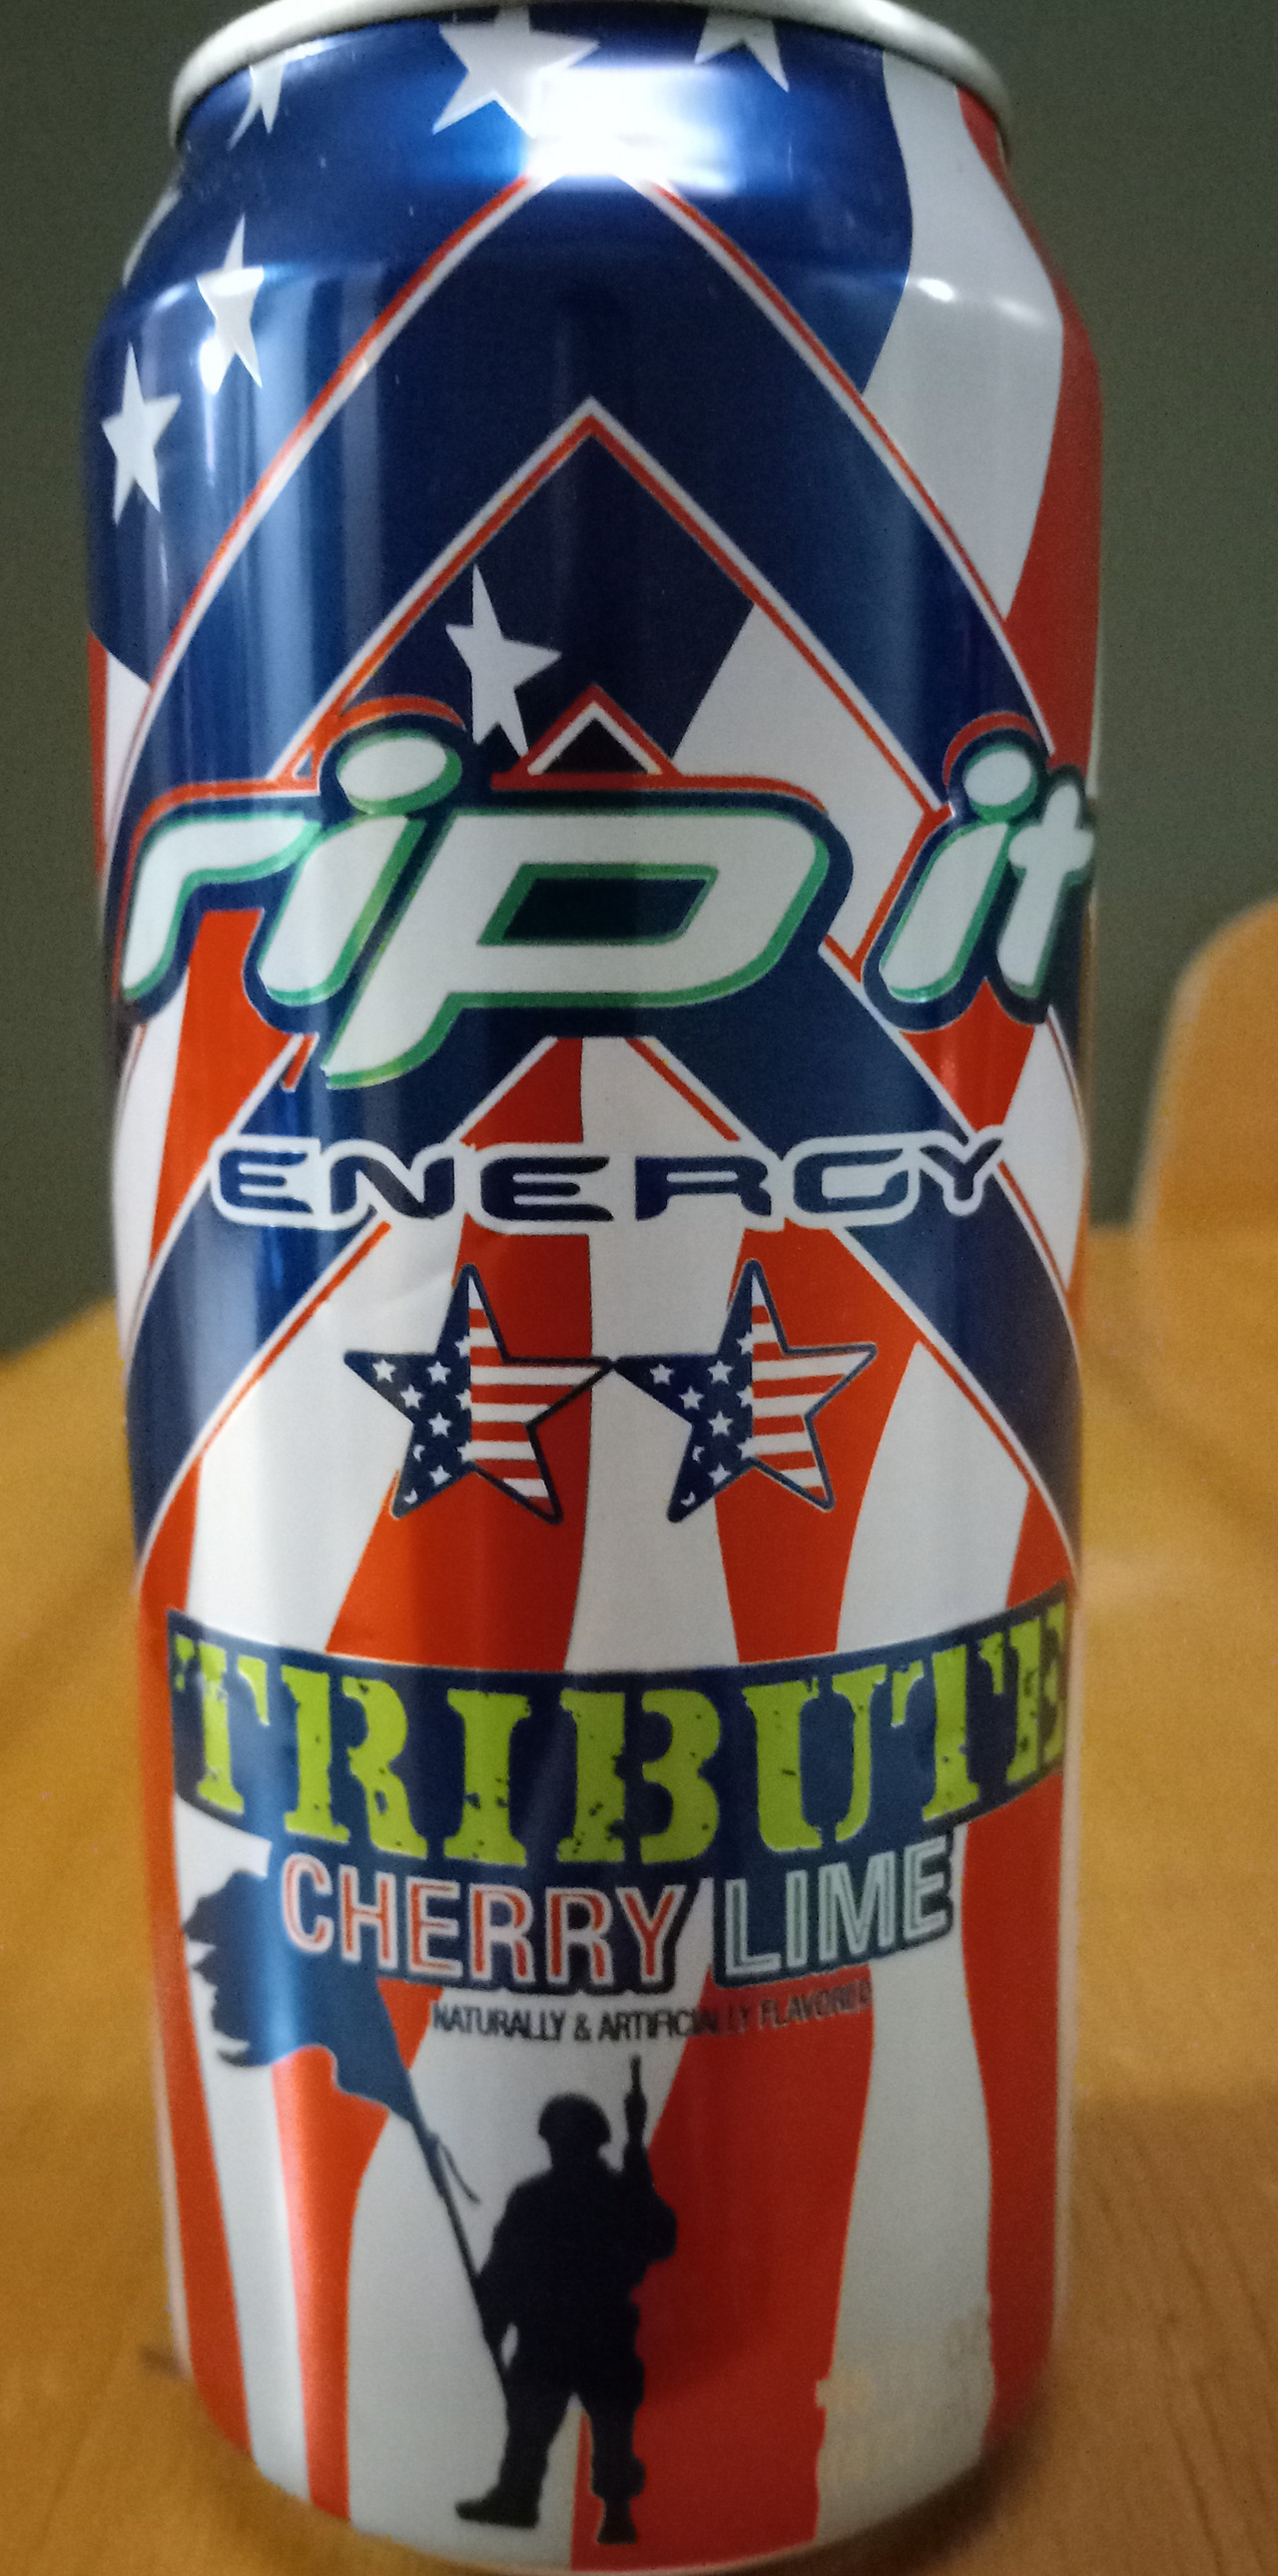 rip it
ENERGY
TRIBUTE
CHERRY LIME
NATURALLY & ARTIFICIALLY FLAVORED